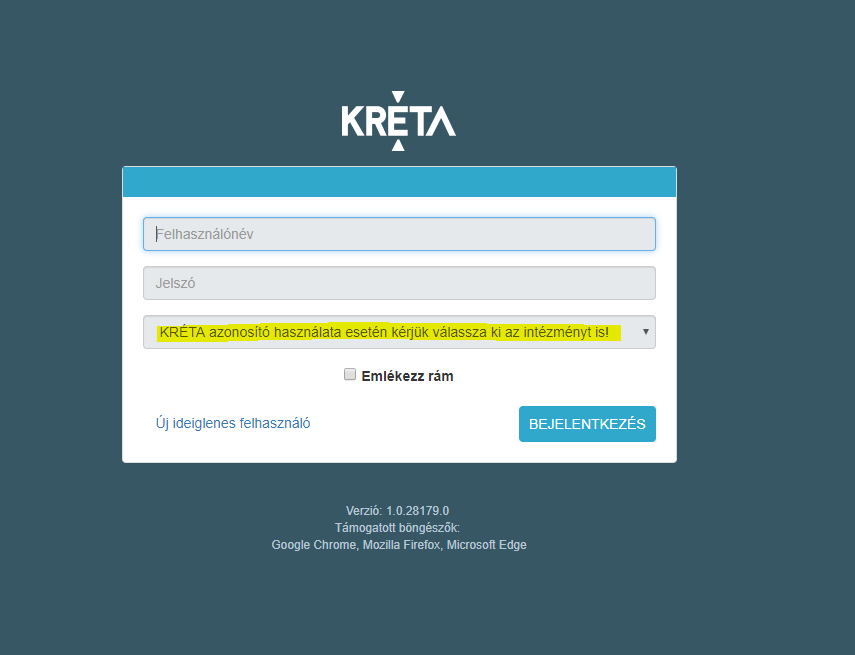 KRÉTA
Felhasználónév
Jelszó
KRÉTA azonosító használata esetén kérjük válassza ki az intézményt is!
Emlékezz rám
Új ideiglenes felhasználó
BEJELENTKEZÉS
Verzió: 1.0.28179.0
Támogatott böngészők:
Google Chrome, Mozilla Firefox, Microsoft Edge